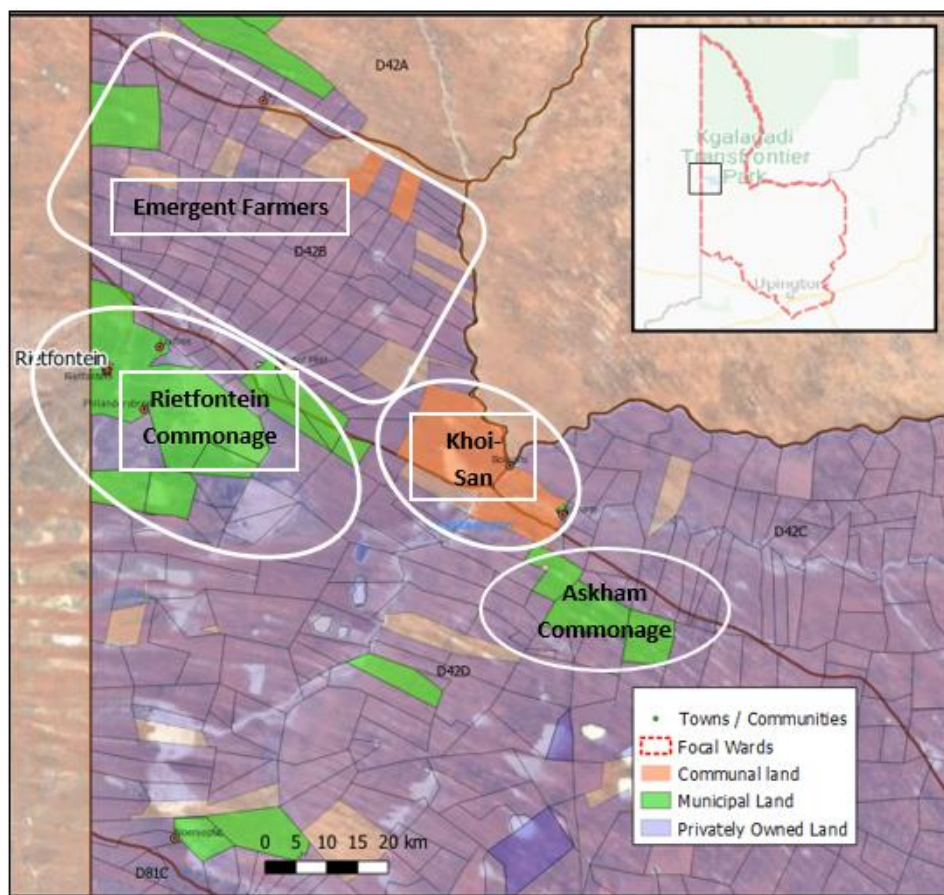 D42A
Kgalagadi
Transfrontier
Park
Upington
Emergent Farmers
D42B
Rietfontein
Rietfontein
Commonage
Khoi-
San
D42C
Askham
Commonage
D42D
Towns / Communities
Focal Wards
Communal land
Municipal Land
Privately Owned Land
0 5 10 15 20 km
D81C